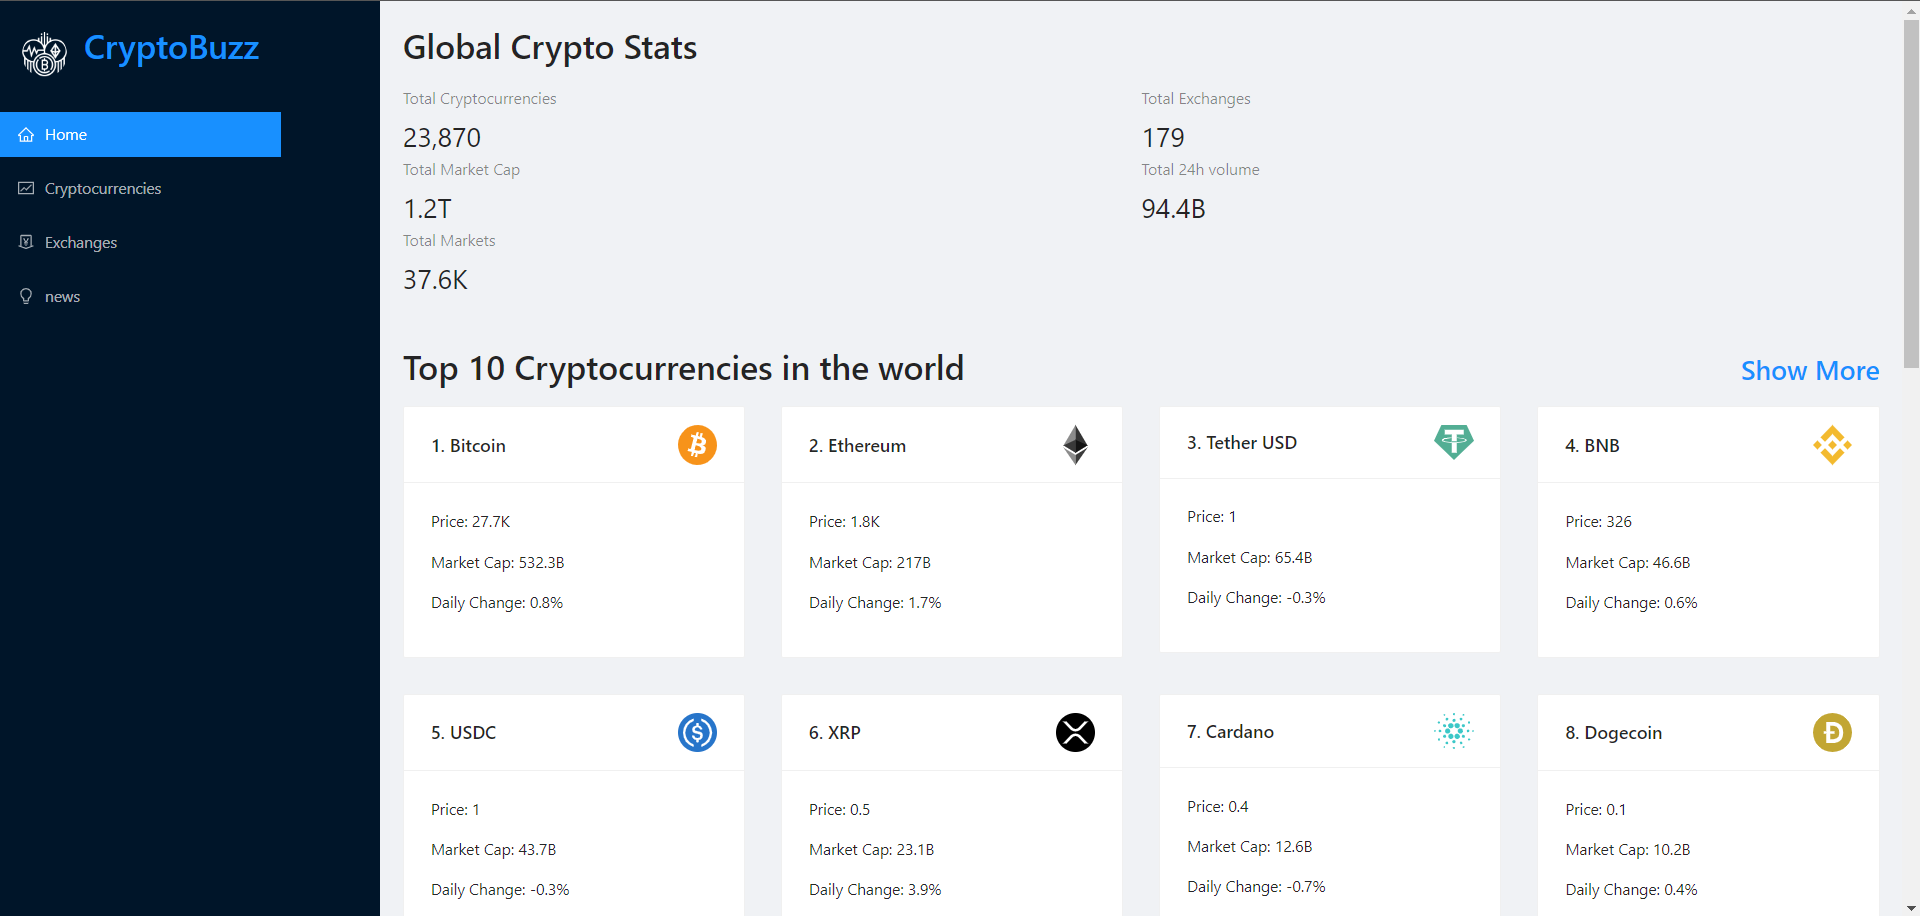 CryptoBuzz
Home
Cryptocurrencies
Exchanges
news
Global Crypto Stats
Total Cryptocurrencies
23,870
Total Exchanges
179
Total Market Cap
1.2T
Total 24h volume
94.4B
Total Markets
37.6K
Top 10 Cryptocurrencies in the world
Show More
1. Bitcoin
Price: 27.7K
Market Cap: 532.3B
Daily Change: 0.8%
2. Ethereum
Price: 1.8K
Market Cap: 217B
Daily Change: 1.7%
3. Tether USD
Price: 1
Market Cap: 65.4B
Daily Change: -0.3%
4. BNB
Price: 326
Market Cap: 46.6B
Daily Change: 0.6%
5. USDC
Price: 1
Market Cap: 43.7B
Daily Change: -0.3%
6. XRP
Price: 0.5
Market Cap: 23.1B
Daily Change: 3.9%
7. Cardano
Price: 0.4
Market Cap: 12.6B
Daily Change: -0.7%
8. Dogecoin
Price: 0.1
Market Cap: 10.2B
Daily Change: 0.4%